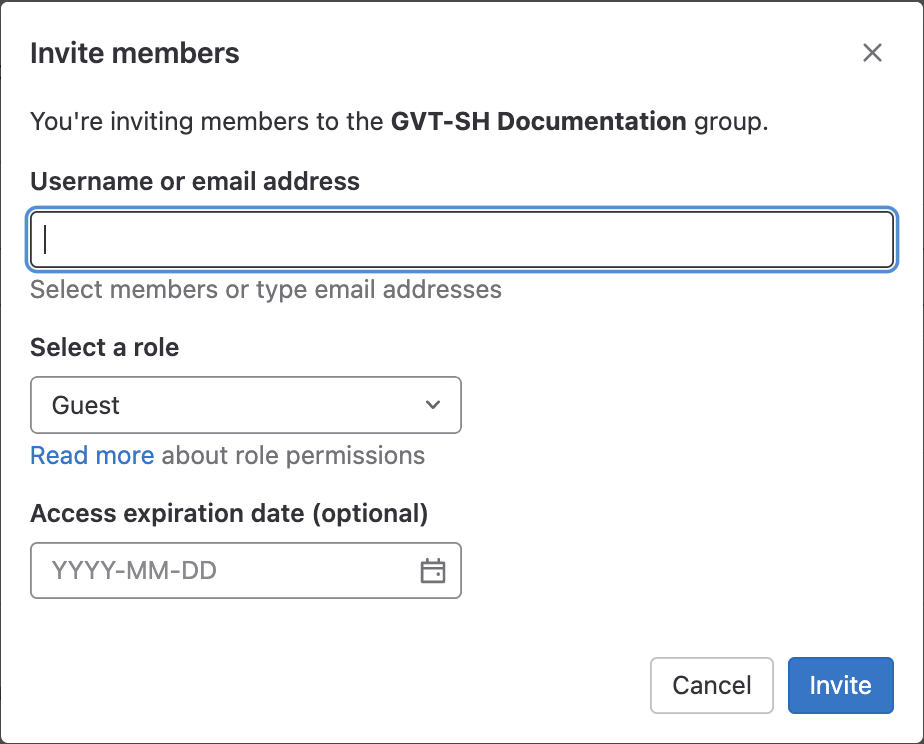 Invite members
You're inviting members to the GVT-SH Documentation group.
Username or email address
Select members or type email addresses
Select a role
Guest
Read more about role permissions
Access expiration date (optional)
YYYY-MM-DD
Cancel Invite